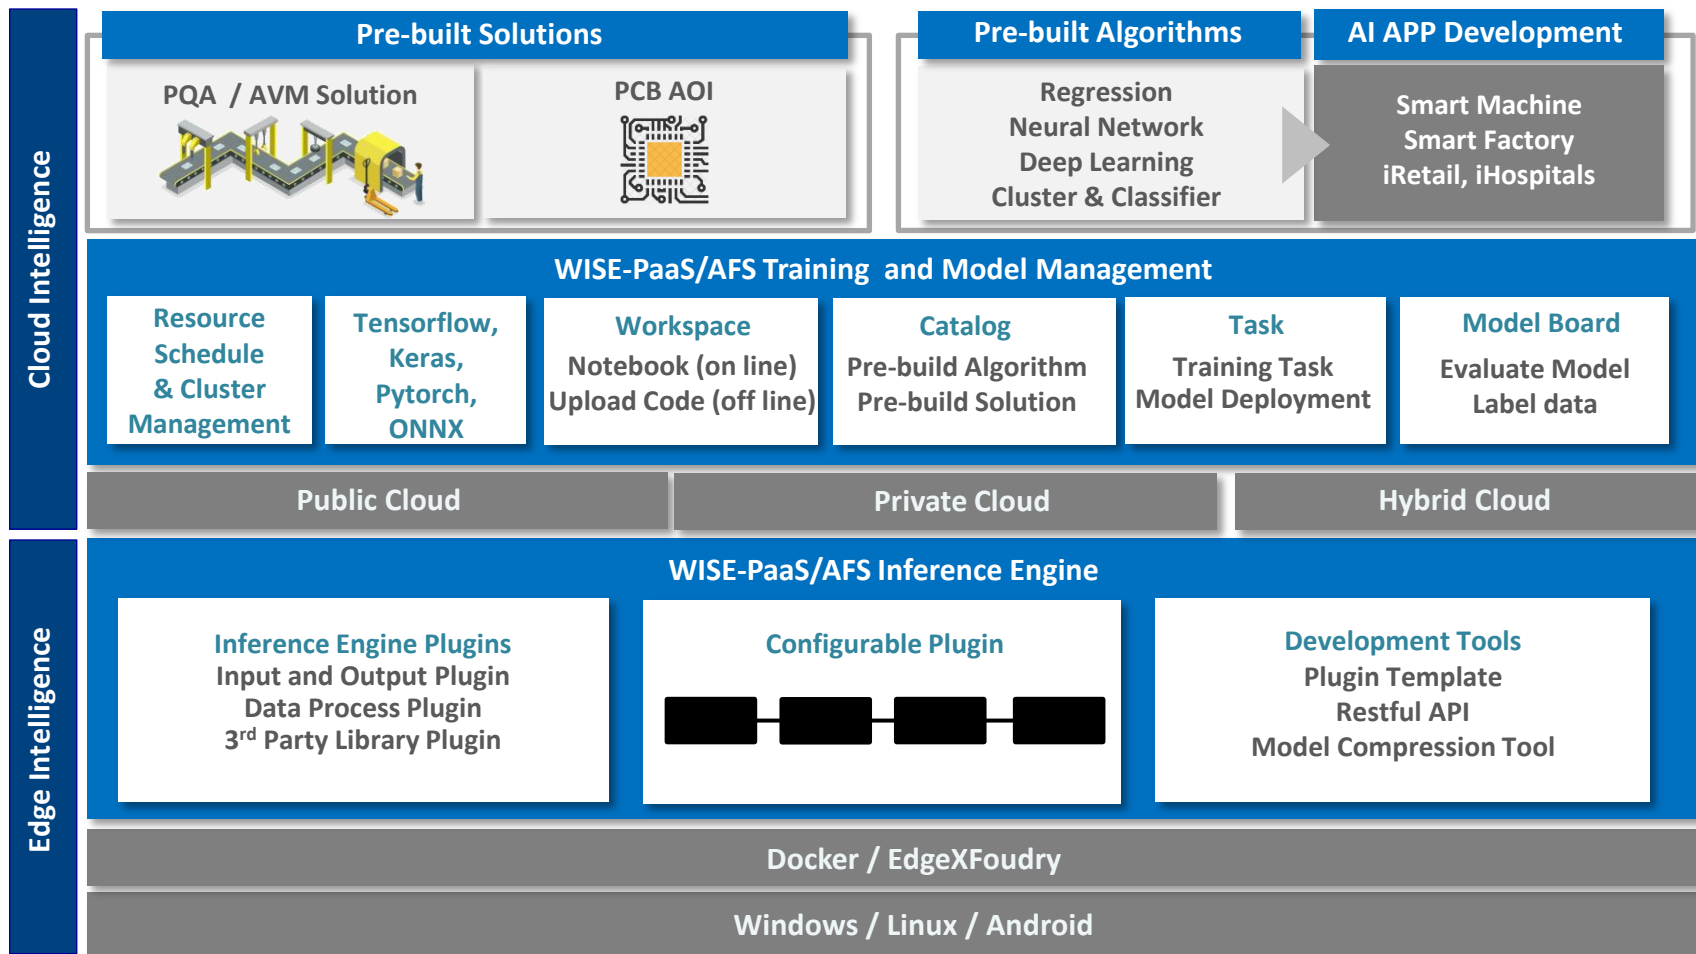 Cloud Intelligence
Pre-built Solutions
PQA / AVM Solution
PCB AOI
Pre-built Algorithms
Regression
Neural Network
Deep Learning
Cluster & Classifier
AI APP Development
Smart Machine
Smart Factory
iRetail, iHospitals
WISE-PaaS/AFS Training and Model Management
Resource
Schedule
& Cluster
Management
Tensorflow,
Keras,
Pytorch,
ONNX
Workspace
Notebook (on line)
Upload Code (off line)
Catalog
Pre-build Algorithm
Pre-build Solution
Task
Training Task
Model Deployment
Model Board
Evaluate Model
Label data
Public Cloud
Private Cloud
Hybrid Cloud
Edge Intelligence
WISE-PaaS/AFS Inference Engine
Inference Engine Plugins
Input and Output Plugin
Data Process Plugin
3rd Party Library Plugin
Configurable Plugin
Development Tools
Plugin Template
Restful API
Model Compression Tool
Docker / EdgeXFoudry
Windows / Linux / Android